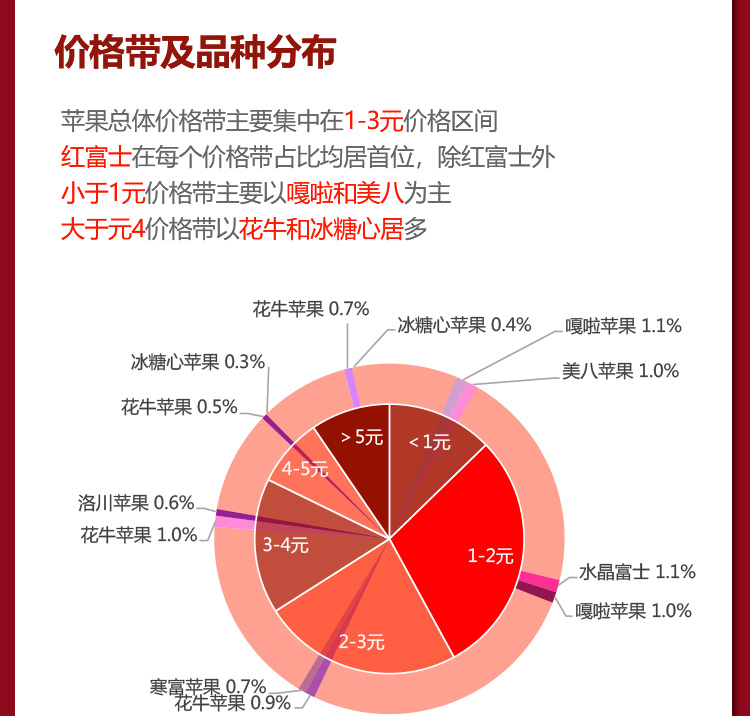 价格带及品种分布
苹果总体价格带主要集中在1-3元价格区间
红富士在每个价格带占比均居首位，除红富士外
小于1元价格带主要以嘎啦和美八为主
大于元4价格带以花牛和冰糖心居多
花牛苹果 0.7%
冰糖心苹果 0.4%
嘎啦苹果 1.1%
冰糖心苹果 0.3%
美八苹果 1.0%
花牛苹果 0.5%
＞5元
＜1元
4-5元
洛川苹果 0.6%
花牛苹果 1.0%
3-4元
1-2元
水晶富士 1.1%
嘎啦苹果 1.0%
2-3元
寒富苹果 0.7%
花牛苹果 0.9%